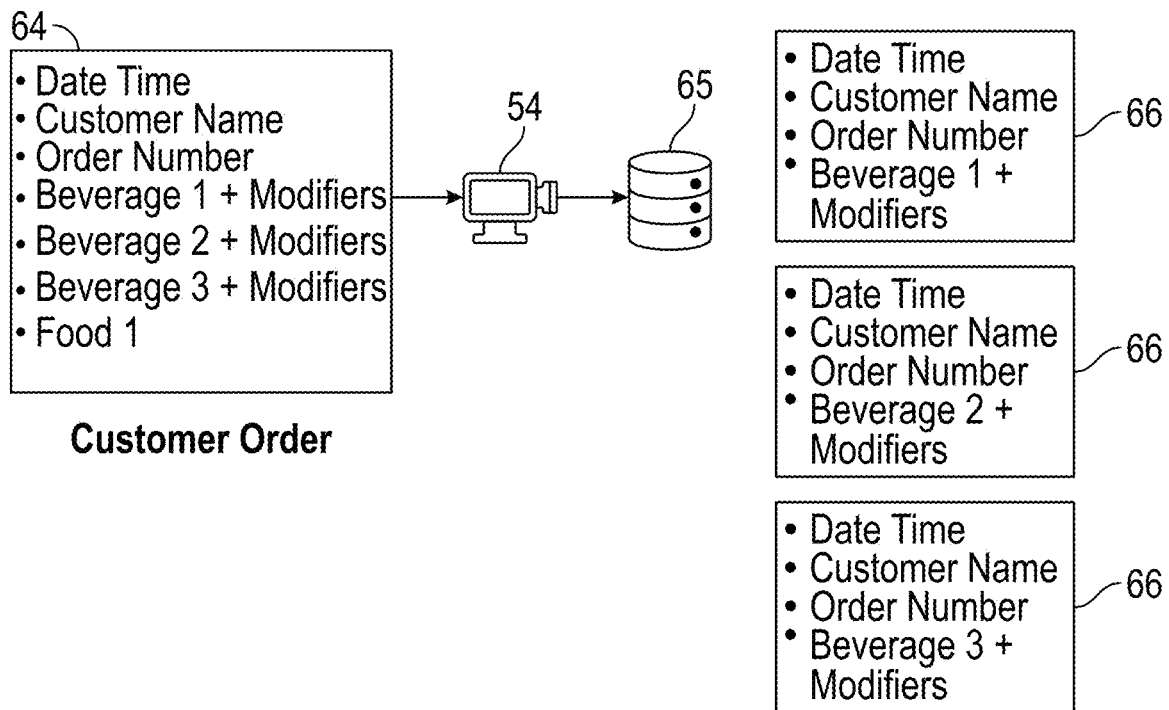 64
• Date Time
• Customer Name
• Order Number
• Beverage 1 + Modifiers
• Beverage 2 + Modifiers
• Beverage 3 + Modifiers
• Food 1
Customer Order
54
65
• Date Time
• Customer Name
• Order Number
• Beverage 1 +
Modifiers
66
• Date Time
• Customer Name
• Order Number
• Beverage 2 +
Modifiers
66
• Date Time
• Customer Name
• Order Number
• Beverage 3 +
Modifiers
66